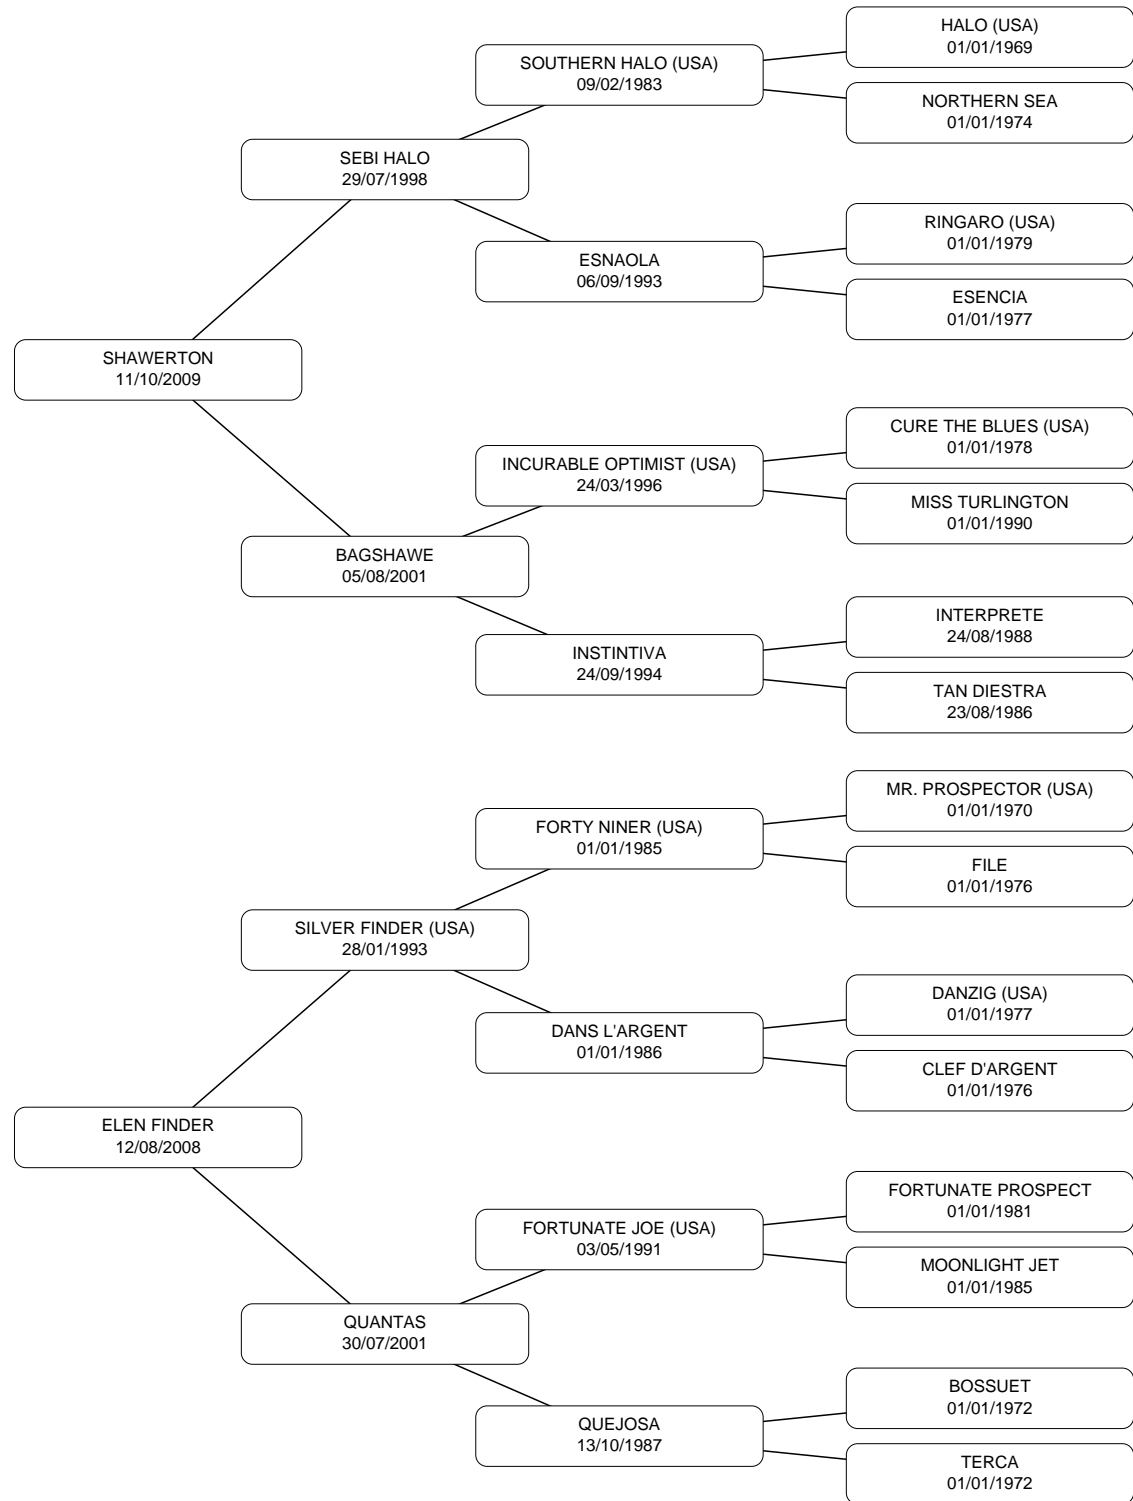 HALO (USA)
01/01/1969
SOUTHERN HALO (USA)
09/02/1983
NORTHERN SEA
01/01/1974
SEBI HALO
29/07/1998
RINGARO (USA)
01/01/1979
ESNAOLA
06/09/1993
ESENCIA
01/01/1977
SHAWERTON
11/10/2009
CURE THE BLUES (USA)
01/01/1978
INCURABLE OPTIMIST (USA)
24/03/1996
MISS TURLINGTON
01/01/1990
BAGSHAWE
05/08/2001
INTERPRETE
24/08/1988
INSTINTIVA
24/09/1994
TAN DIESTRA
23/08/1986
MR. PROSPECTOR (USA)
01/01/1970
FORTY NINER (USA)
01/01/1985
FILE
01/01/1976
SILVER FINDER (USA)
28/01/1993
DANZIG (USA)
01/01/1977
DANS L'ARGENT
01/01/1986
CLEF D'ARGENT
01/01/1976
ELEN FINDER
12/08/2008
FORTUNATE PROSPECT
01/01/1981
FORTUNATE JOE (USA)
03/05/1991
MOONLIGHT JET
01/01/1985
QUANTAS
30/07/2001
BOSSUET
01/01/1972
QUEJOSA
13/10/1987
TERCA
01/01/1972